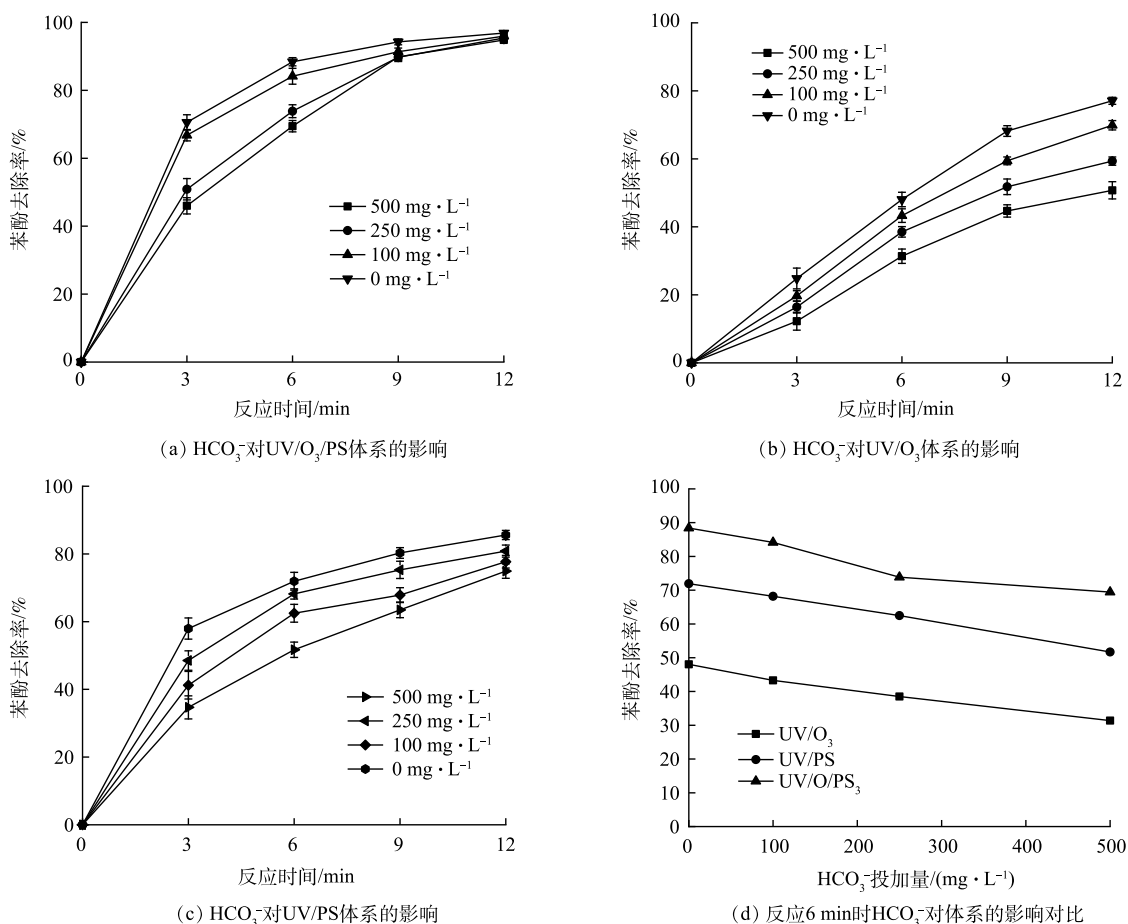 100
80
60
40
20
0
苯酚去除率/%
500 mg·L⁻¹
250 mg·L⁻¹
100 mg·L⁻¹
0 mg·L⁻¹
0 3 6 9 12
反应时间/min
(a) HCO₃⁻对UV/O₃/PS体系的影响
100
80
60
40
20
0
苯酚去除率/%
500 mg·L⁻¹
250 mg·L⁻¹
100 mg·L⁻¹
0 mg·L⁻¹
0 3 6 9 12
反应时间/min
(b) HCO₃⁻对UV/O₃体系的影响
100
80
60
40
20
0
苯酚去除率/%
500 mg·L⁻¹
250 mg·L⁻¹
100 mg·L⁻¹
0 mg·L⁻¹
0 3 6 9 12
反应时间/min
(c) HCO₃⁻对UV/PS体系的影响
100
90
80
70
60
50
40
30
20
10
0
苯酚去除率/%
UV/O₃
UV/PS
UV/O/PS₃
0 100 200 300 400 500
HCO₃⁻投加量/(mg·L⁻¹)
(d) 反应6 min时HCO₃⁻对体系的影响对比